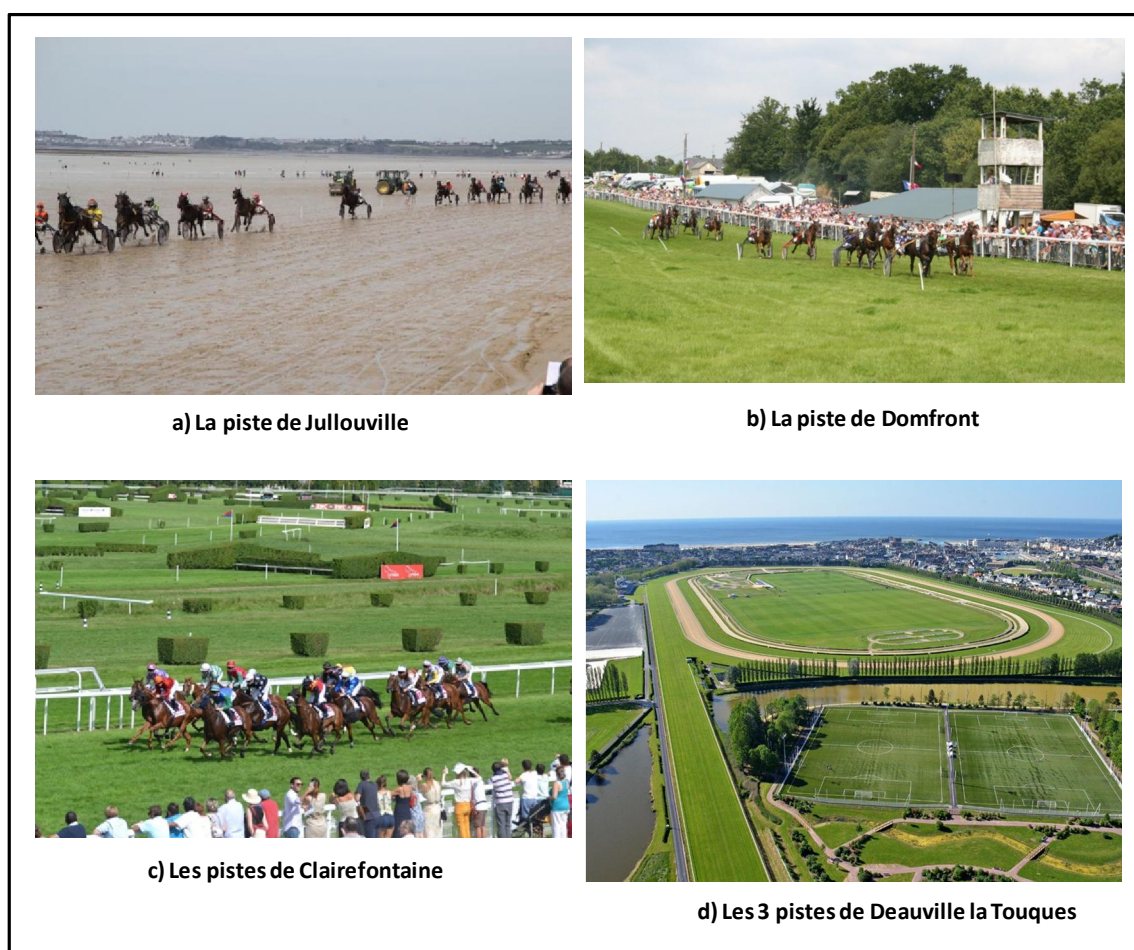 a) La piste de Jullouville
b) La piste de Domfront
c) Les pistes de Clairefontaine
d) Les 3 pistes de Deauville la Touques